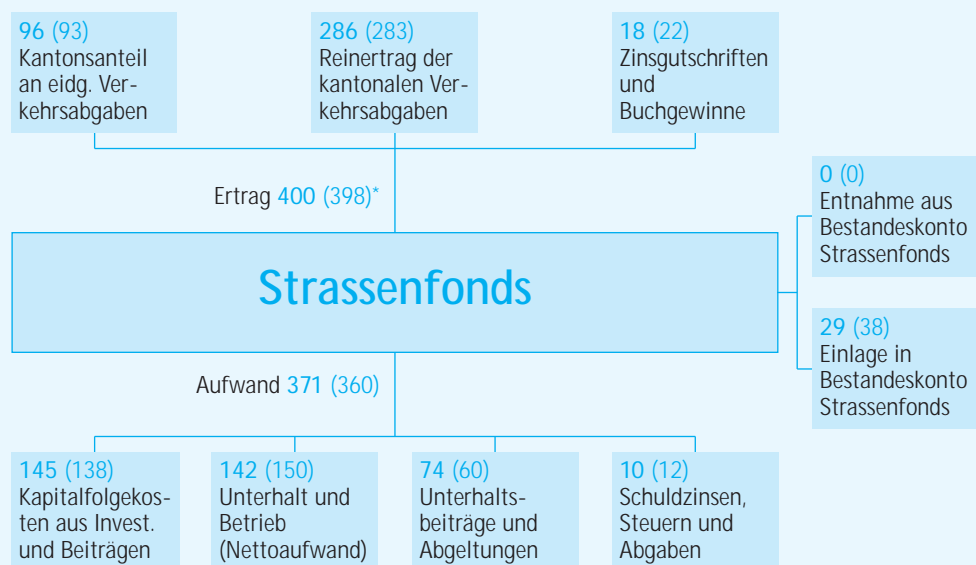 96 (93)
Kantonsanteil
an eidg. Ver-
kehrsabgaben
286 (283)
Reinertrag der
kantonalen Ver-
kehrsabgaben
18 (22)
Zinsgutschriften
und
Buchgewinne
Ertrag 400 (398)*
0 (0)
Entnahme aus
Bestandeskonto
Strassenfonds
Strassenfonds
29 (38)
Einlage in
Bestandeskonto
Strassenfonds
Aufwand 371 (360)
145 (138)
Kapitalfolgekos-
ten aus Invest.
und Beiträgen
142 (150)
Unterhalt und
Betrieb
(Nettoaufwand)
74 (60)
Unterhalts-
beiträge und
Abgeltungen
10 (12)
Schuldzinsen,
Steuern und
Abgaben